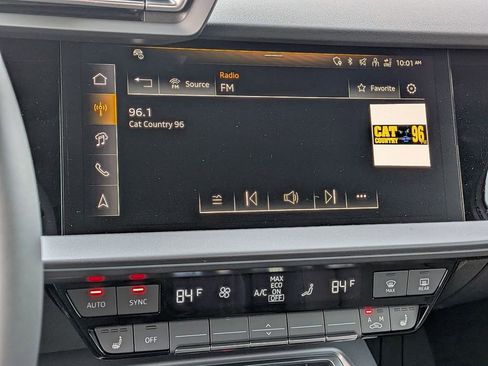 10:01 AM
FM Source
Radio
FM
Favorite
96.1
Cat Country 96
CAT 96
COUNTRY
AUTO
SYNC
84 F
A/C
MAX
ECO
ON
OFF
84 F
MAX
REAR
OFF
A M